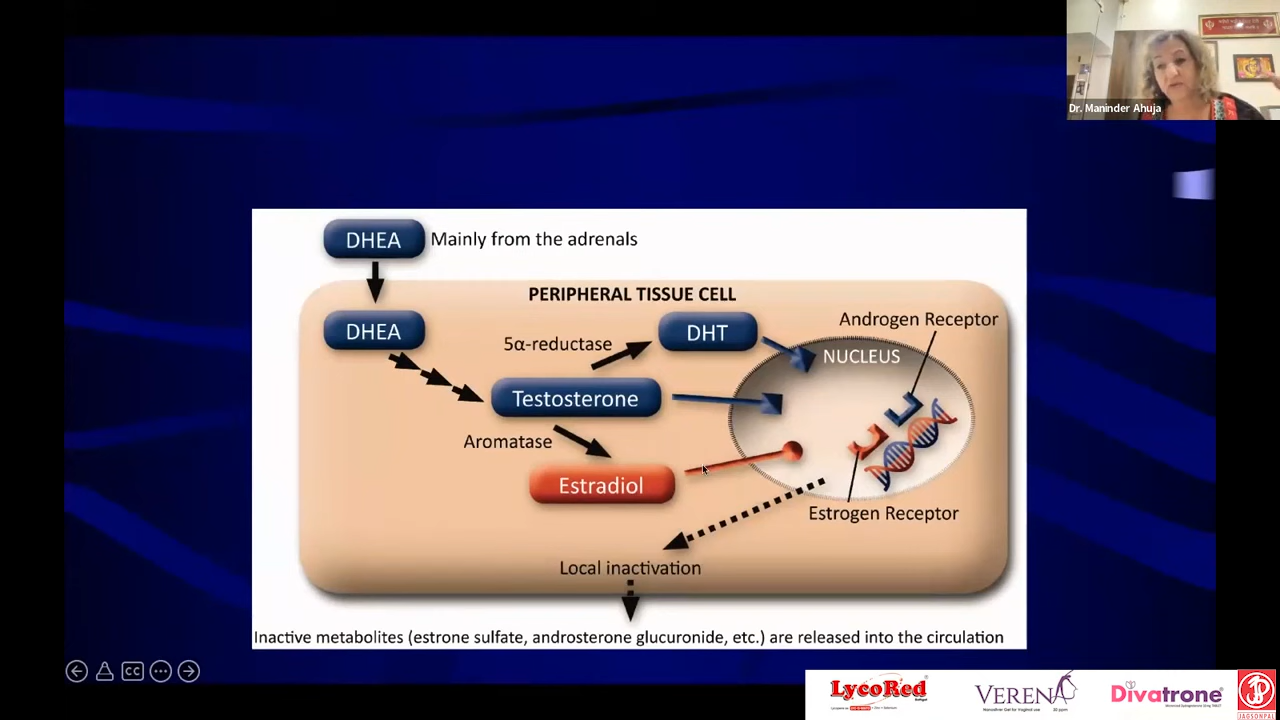 Dr. Maninder Ahuja
DHEA
Mainly from the adrenals
PERIPHERAL TISSUE CELL
DHEA
5α-reductase
DHT
Androgen Receptor
NUCLEUS
Testosterone
Aromatase
Estradiol
Estrogen Receptor
Local inactivation
Inactive metabolites (estrone sulfate, androsterone glucuronide, etc.) are released into the circulation
CC
LycoRed
VERENA
Divatrone
JAGSONPAL